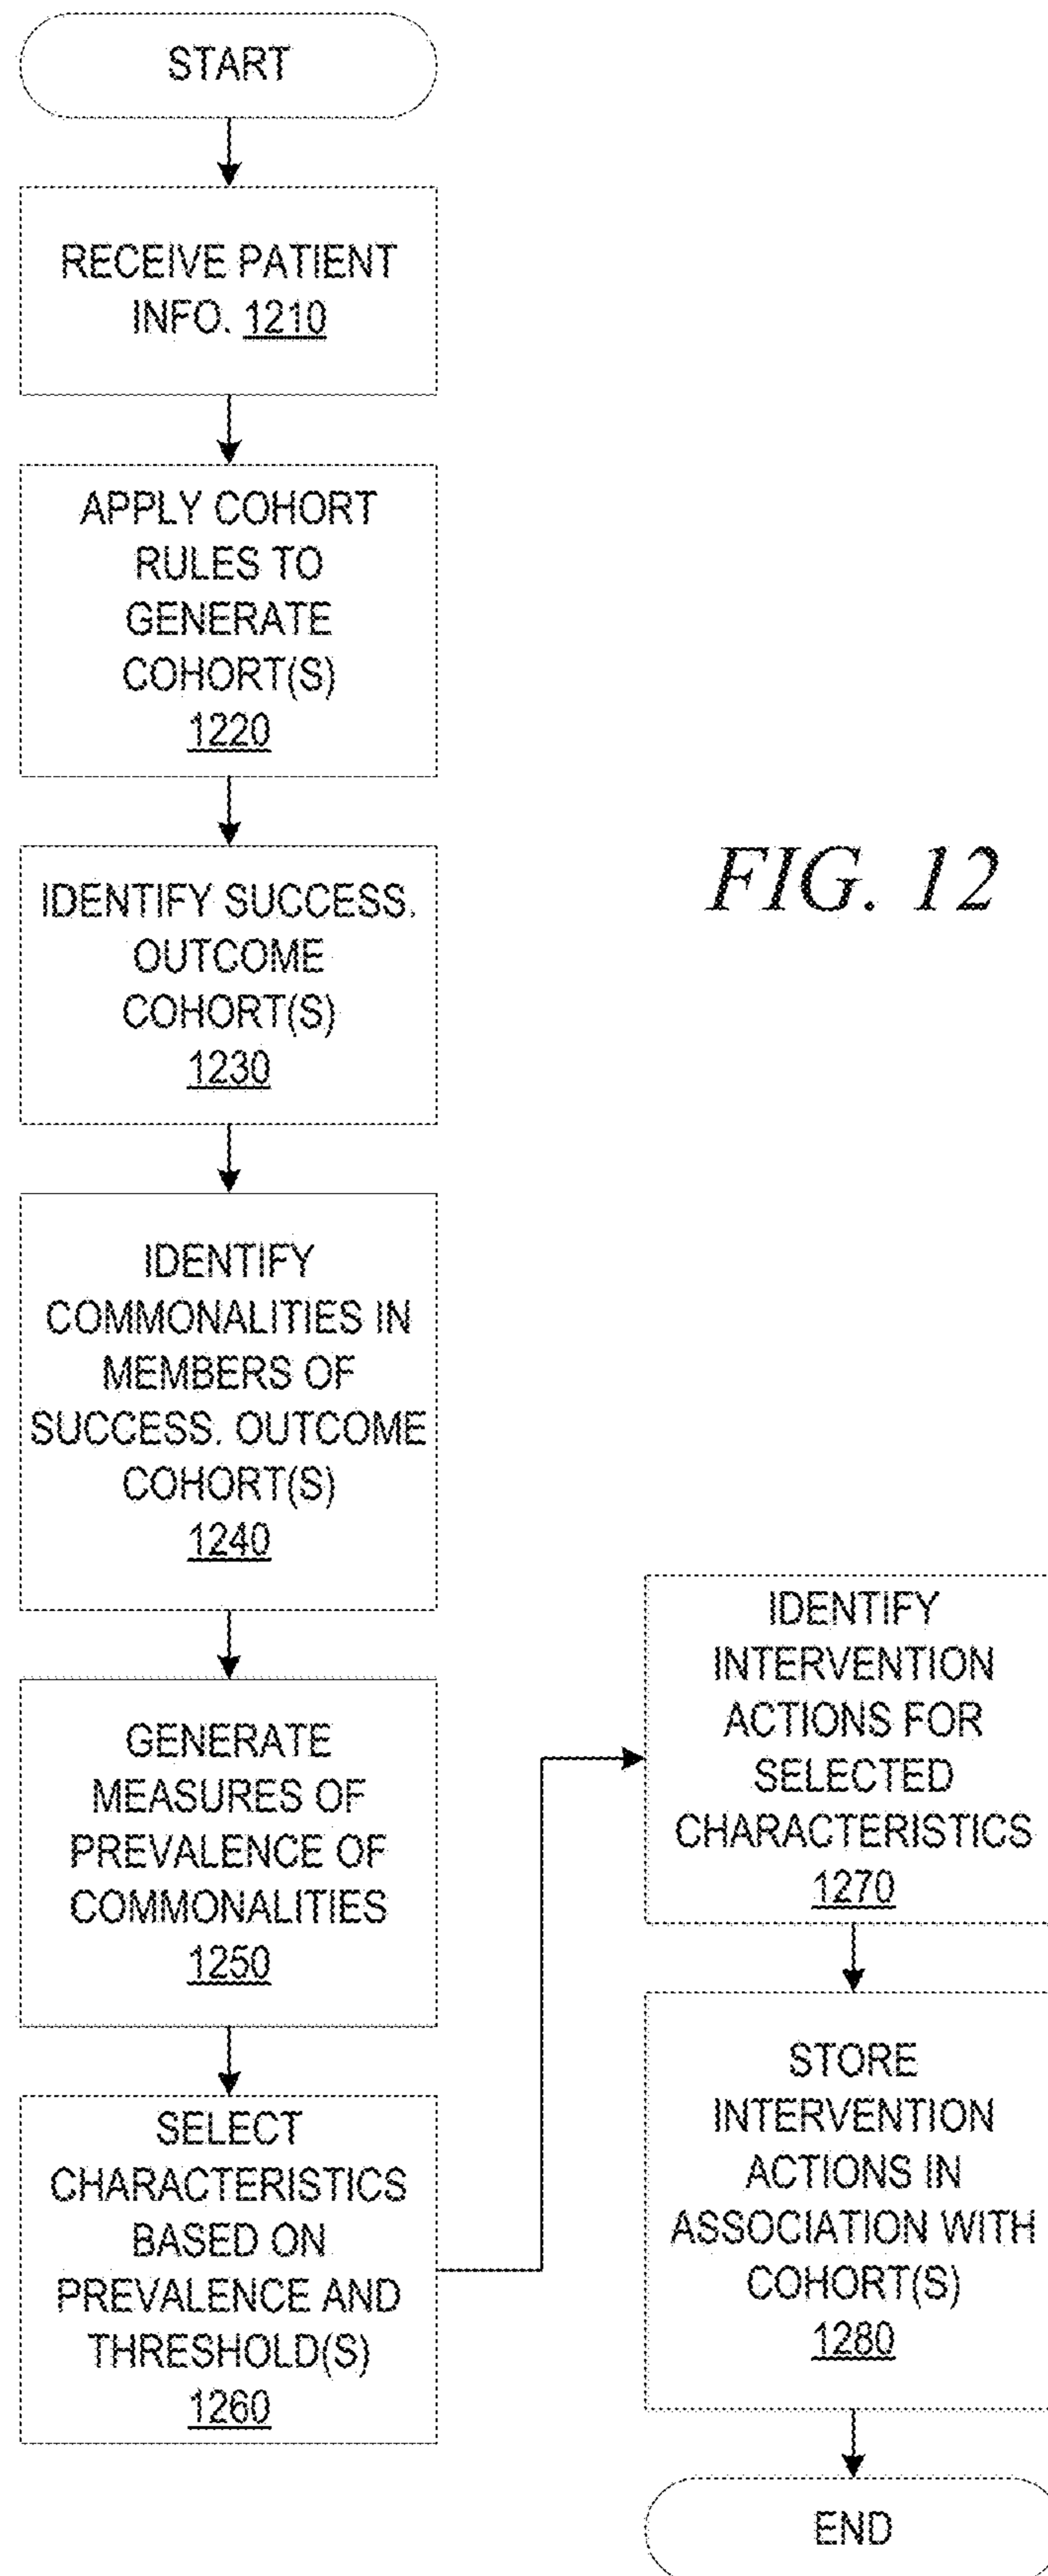 START
RECEIVE PATIENT
INFO. 1210
APPLY COHORT
RULES TO
GENERATE
COHORT(S)
1220
IDENTIFY SUCCESS.
OUTCOME
COHORT(S)
1230
IDENTIFY
COMMONALITIES IN
MEMBERS OF
SUCCESS. OUTCOME
COHORT(S)
1240
GENERATE
MEASURES OF
PREVALENCE OF
COMMONALITIES
1250
SELECT
CHARACTERISTICS
BASED ON
PREVALENCE AND
THRESHOLD(S)
1260
IDENTIFY
INTERVENTION
ACTIONS FOR
SELECTED
CHARACTERISTICS
1270
STORE
INTERVENTION
ACTIONS IN
ASSOCIATION WITH
COHORT(S)
1280
END
FIG. 12